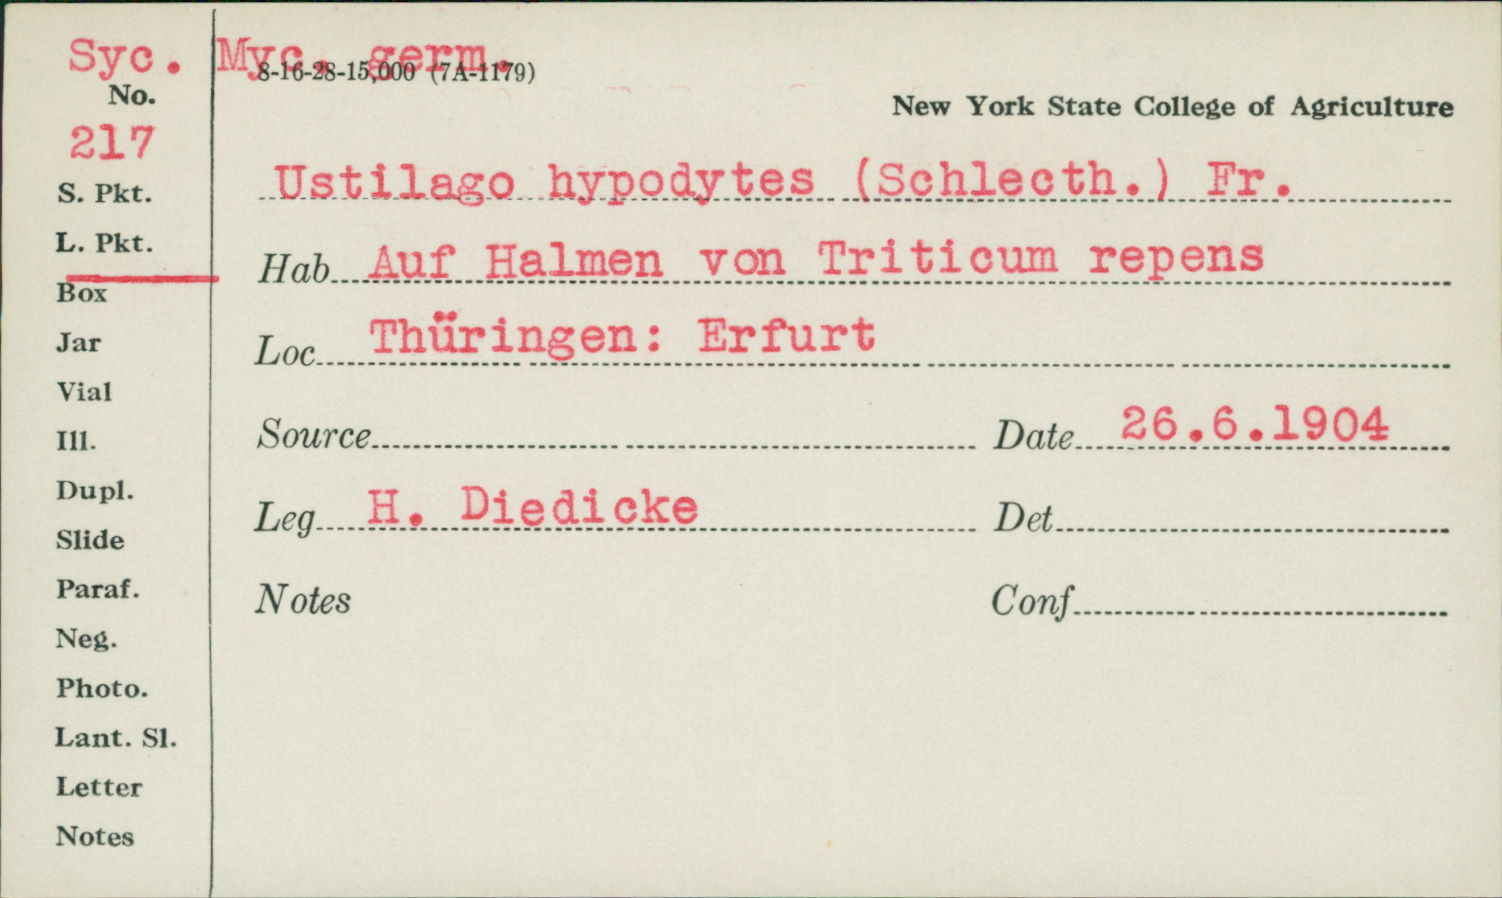 Syc. Myc. germ.
8-16-28-15,000 (7A-1179)
No.
217
New York State College of Agriculture
S. Pkt.
L. Pkt.
Box
Jar
Vial
Ill.
Dupl.
Slide
Paraf.
Neg.
Photo.
Lant. Sl.
Letter
Notes
Ustilago hypodytes (Schlecth.) Fr.
Hab. Auf Halmen von Triticum repens
Loc. Thüringen: Erfurt
Source Date 26.6.1904
Leg. H. Diedicke Det.
Notes Conf.